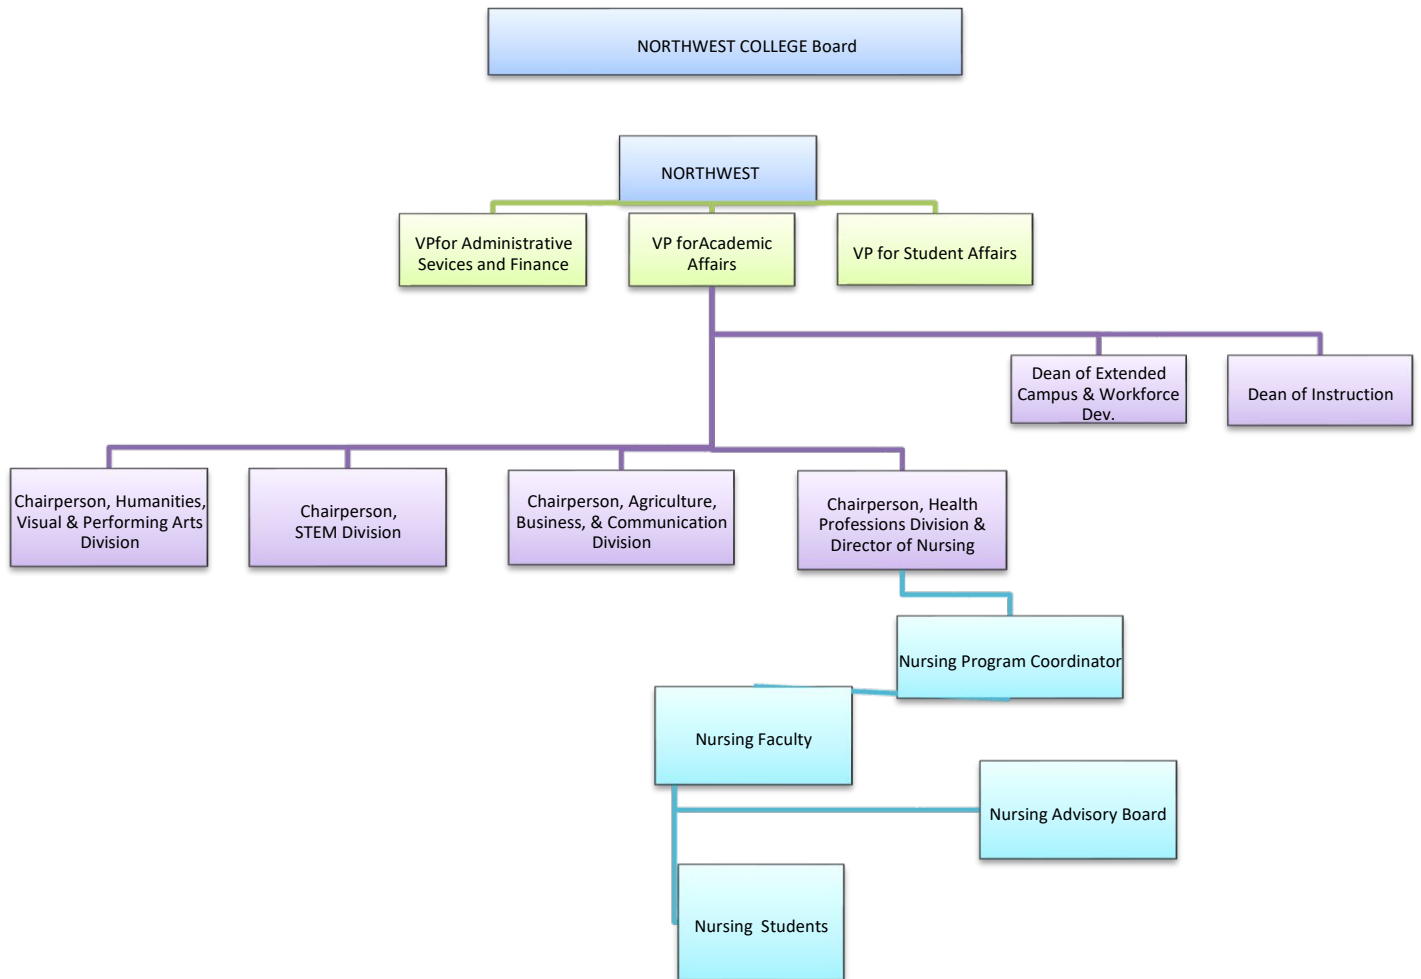 NORTHWEST COLLEGE Board
NORTHWEST
VPfor Administrative
Sevices and Finance
VP forAcademic
Affairs
VP for Student Affairs
Dean of Extended
Campus & Workforce
Dev.
Dean of Instruction
Chairperson, Humanities,
Visual & Performing Arts
Division
Chairperson,
STEM Division
Chairperson, Agriculture,
Business, & Communication
Division
Chairperson, Health
Professions Division &
Director of Nursing
Nursing Program Coordinator
Nursing Faculty
Nursing Advisory Board
Nursing  Students